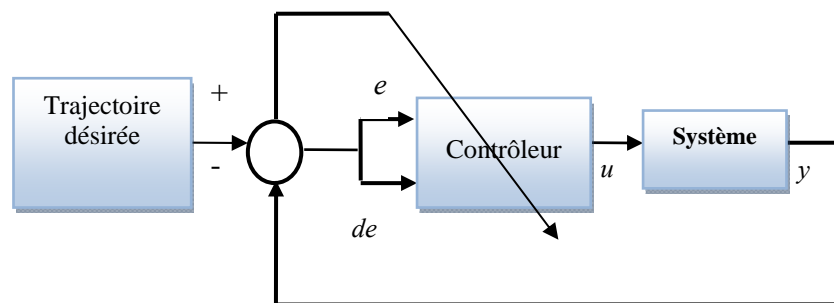 Trajectoire
désirée
+
-
e
de
Contrôleur
u
Système
y